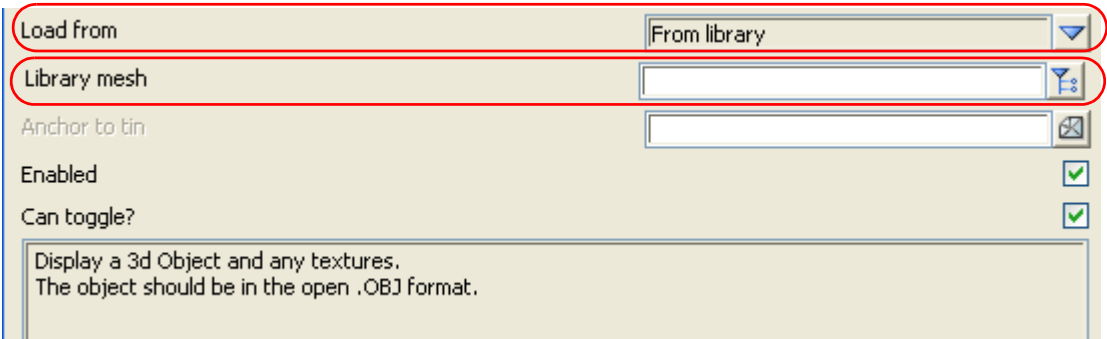 Load from
From library
Library mesh
Anchor to tin
Enabled
Can toggle?
Display a 3d Object and any textures.
The object should be in the open .OBJ format.